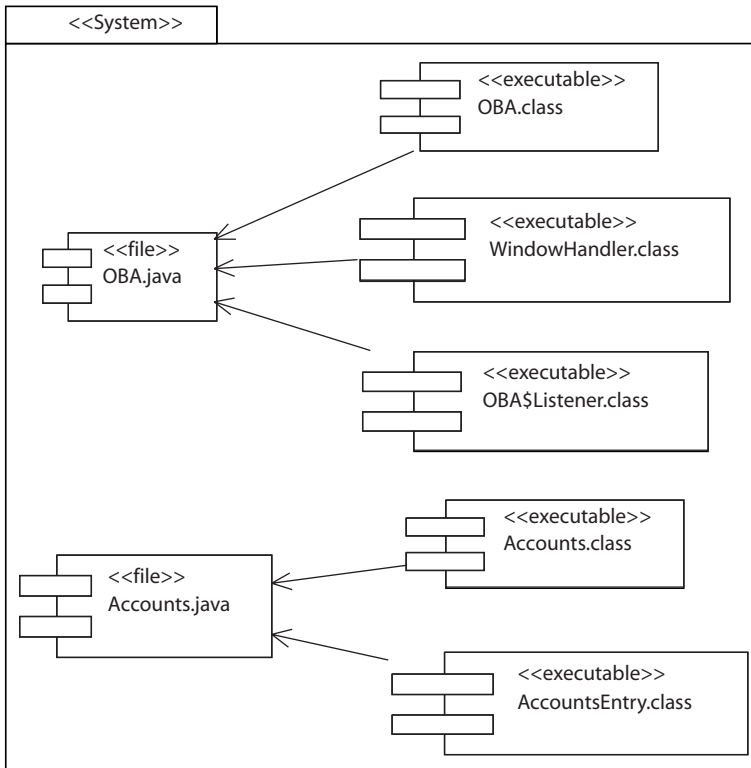 <<System>>
<<executable>>
OBA.class
<<executable>>
WindowHandler.class
<<file>>
OBA.java
<<executable>>
OBA$Listener.class
<<executable>>
Accounts.class
<<file>>
Accounts.java
<<executable>>
AccountsEntry.class